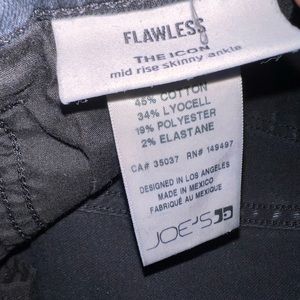 FLAWLESS
THE ICON
mid rise skinny ankle
45% COTTON
34% LYOCELL
19% POLYESTER
2% ELASTANE
CA# 35037 RN# 149497
DESIGNED IN LOS ANGELES
MADE IN MEXICO
FABRIQUÉ AU MEXIQUE
JOE'S